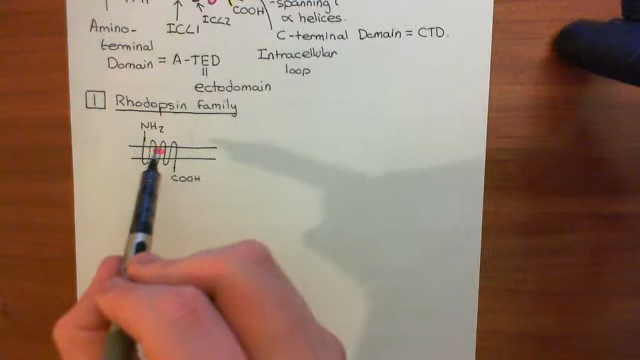 ICL1
ICL2
COOH
-spanning
α helices.
C-terminal Domain = CTD.
Amino-
terminal
Domain = A-TED
ectodomain
Intracellular
loop
1 Rhodopsin family
NH2
COOH